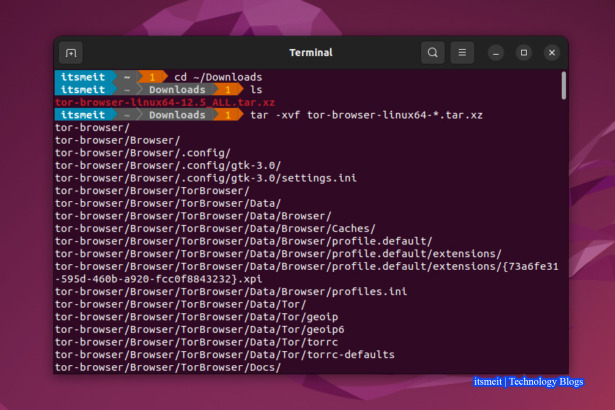 Terminal
itsmeit ~ 1 cd ~/Downloads
itsmeit ~ Downloads 1 ls
tor-browser-linux64-12.5_ALL.tar.xz
itsmeit ~ Downloads 1 tar -xvf tor-browser-linux64-*.tar.xz
tor-browser/
tor-browser/Browser/
tor-browser/Browser/.config/
tor-browser/Browser/.config/gtk-3.0/
tor-browser/Browser/.config/gtk-3.0/settings.ini
tor-browser/Browser/TorBrowser/
tor-browser/Browser/TorBrowser/Data/
tor-browser/Browser/TorBrowser/Data/Browser/
tor-browser/Browser/TorBrowser/Data/Browser/Caches/
tor-browser/Browser/TorBrowser/Data/Browser/profile.default/
tor-browser/Browser/TorBrowser/Data/Browser/profile.default/extensions/
tor-browser/Browser/TorBrowser/Data/Browser/profile.default/extensions/{73a6fe31
-595d-460b-a920-fcc0f8843232}.xpi
tor-browser/Browser/TorBrowser/Data/Browser/profiles.ini
tor-browser/Browser/TorBrowser/Data/Tor/
tor-browser/Browser/TorBrowser/Data/Tor/geoip
tor-browser/Browser/TorBrowser/Data/Tor/geoip6
tor-browser/Browser/TorBrowser/Data/Tor/torrc
tor-browser/Browser/TorBrowser/Data/Tor/torrc-defaults
tor-browser/Browser/TorBrowser/Docs/
itsmeit | Technology Blogs